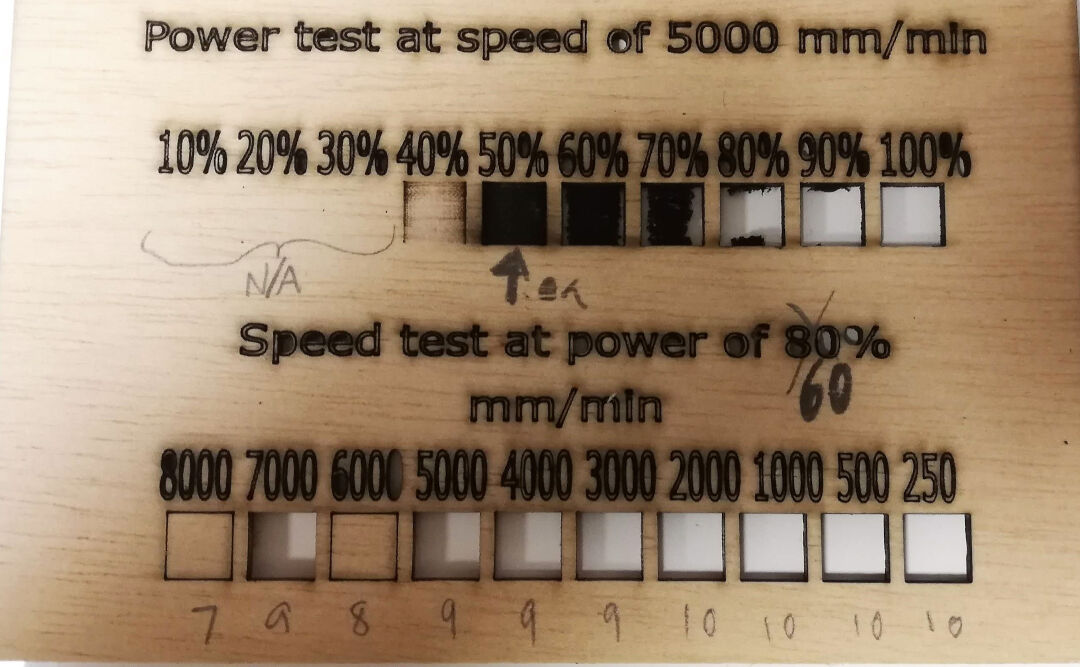 Power test at speed of 5000 mm/min
10% 20% 30% 40% 50% 60% 70% 80% 90% 100%
N/A
Speed test at power of 80%
60
mm/min
8000 7000 6000 5000 4000 3000 2000 1000 500 250
7 9 8 9 9 9 10 10 10 10